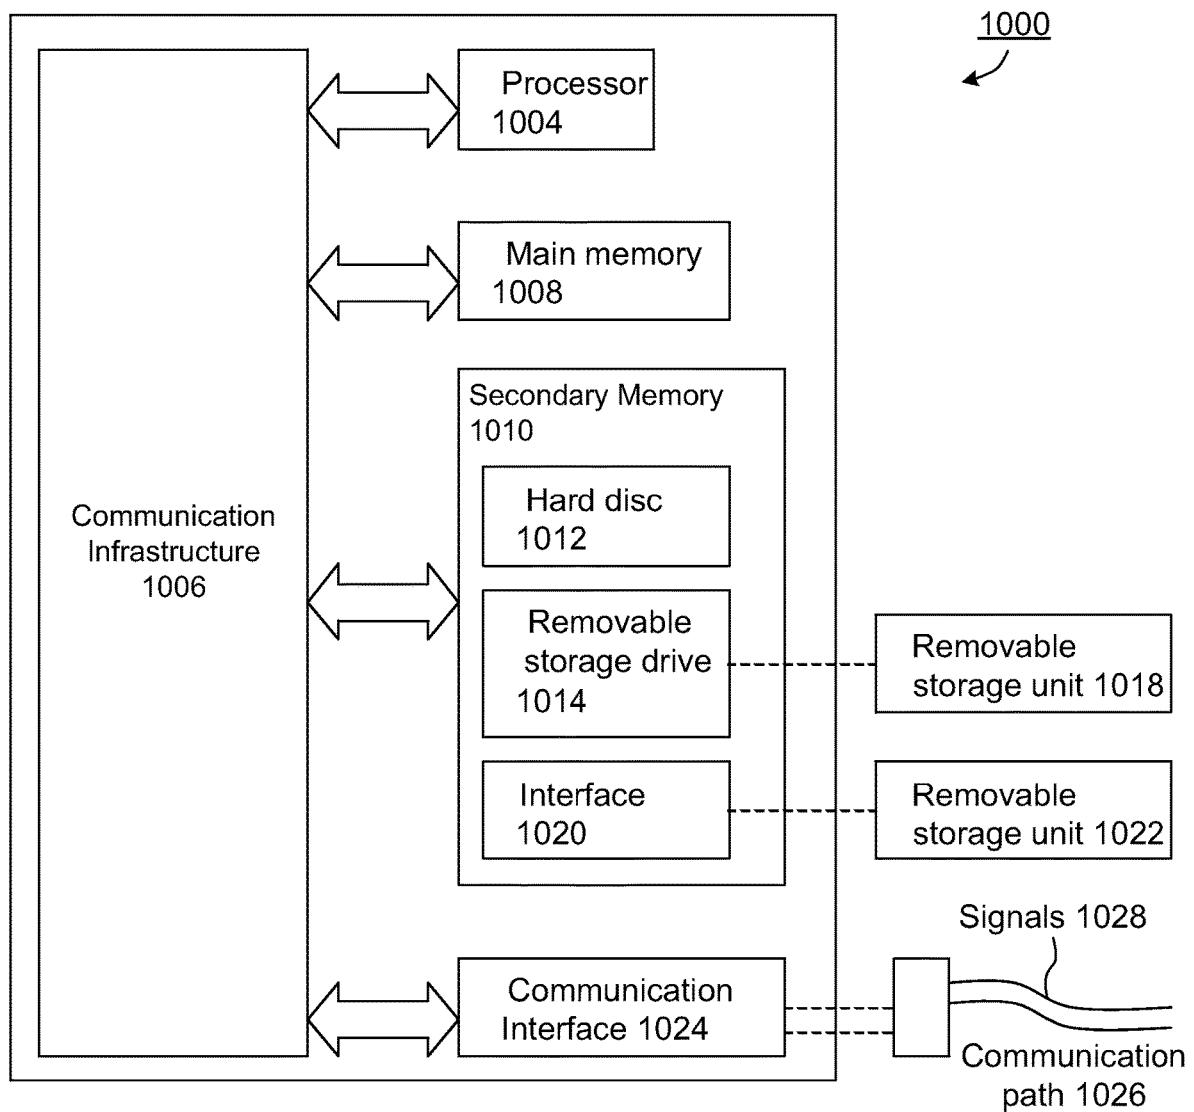 1000
Processor
1004
Main memory
1008
Secondary Memory
1010
Hard disc
1012
Communication
Infrastructure
1006
Removable
storage drive
1014
Removable
storage unit 1018
Interface
1020
Removable
storage unit 1022
Signals 1028
Communication
Interface 1024
Communication
path 1026